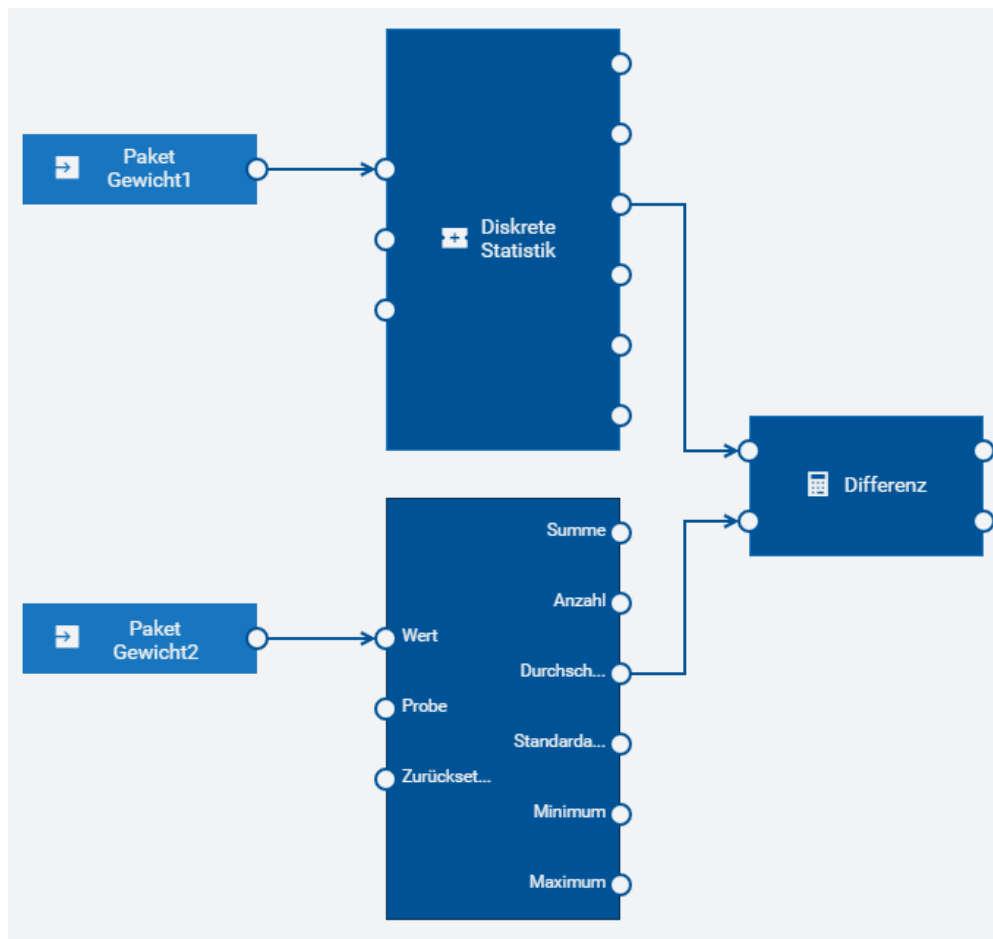 Paket
Gewicht1
Diskrete
Statistik
Differenz
Summe
Anzahl
Wert
Durchsch...
Probe
Standarda...
Zurückset...
Minimum
Maximum
Paket
Gewicht2